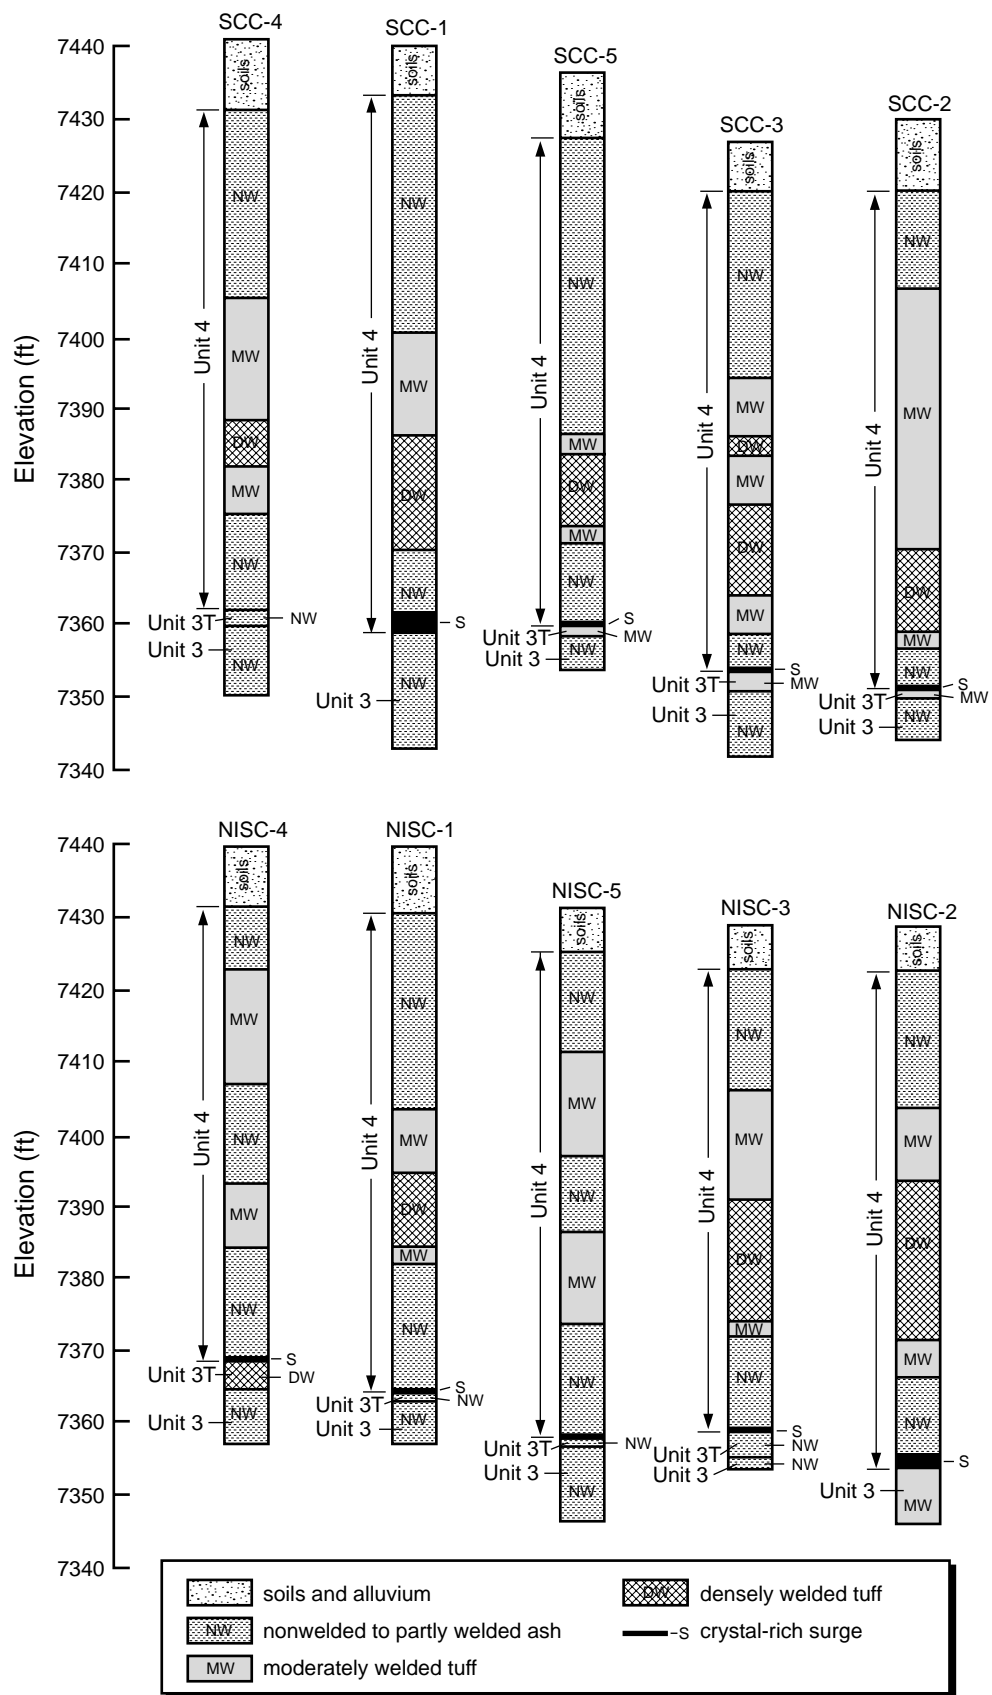 SCC-4
SCC-1
SCC-5
SCC-3
SCC-2
Elevation (ft)
7440
7430
7420
7410
7400
7390
7380
7370
7360
7350
7340
soils
NW
MW
DW
MW
NW
NW
Unit 4
Unit 3T
NW
Unit 3
soils
NW
MW
DW
NW
NW
Unit 4
S
Unit 3
soils
NW
MW
DW
MW
NW
NW
Unit 4
S
Unit 3T
MW
Unit 3
soils
NW
MW
DW
MW
DW
MW
NW
NW
Unit 4
S
Unit 3T
MW
Unit 3
soils
NW
MW
DW
MW
NW
NW
Unit 4
S
Unit 3T
MW
Unit 3
NISC-4
NISC-1
NISC-5
NISC-3
NISC-2
Elevation (ft)
7440
7430
7420
7410
7400
7390
7380
7370
7360
7350
7340
soils
NW
MW
NW
MW
NW
NW
Unit 4
S
Unit 3T
DW
Unit 3
soils
NW
MW
DW
MW
NW
NW
Unit 4
S
Unit 3T
NW
Unit 3
soils
NW
MW
NW
MW
NW
NW
Unit 4
Unit 3T
NW
Unit 3
soils
NW
MW
DW
MW
NW
Unit 4
S
Unit 3T
NW
Unit 3
NW
soils
NW
MW
DW
MW
NW
MW
Unit 4
S
Unit 3
soils and alluvium
NW nonwelded to partly welded ash
MW moderately welded tuff
DW densely welded tuff
S crystal-rich surge